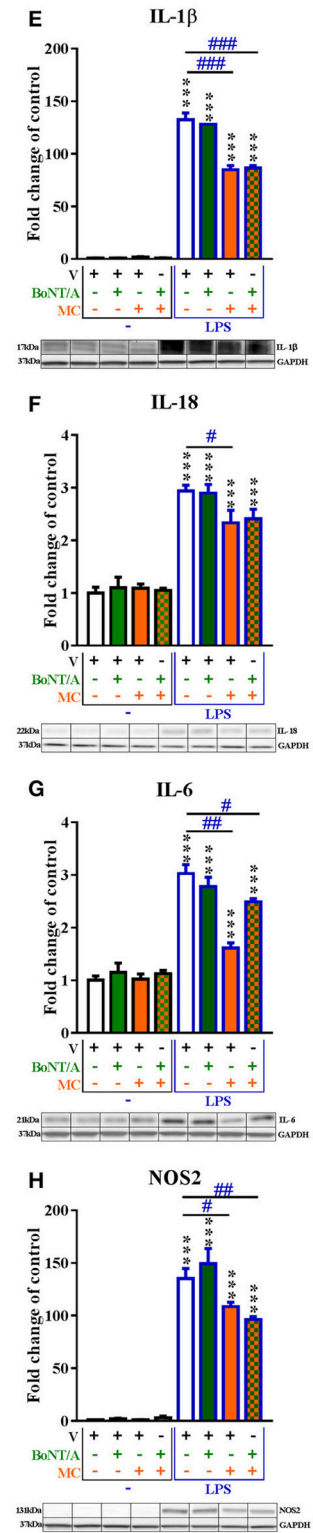 E IL-1β
###
###
*** *** *** ***
Fold change of control
200
150
100
50
0
V + + + - + + + -
BoNT/A - + - + - + - +
MC - - + + - - + +
- LPS
17kDa IL-1β
37kDa GAPDH
F IL-18
#
*** *** *** ***
Fold change of control
4
3
2
1
0
V + + + - + + + -
BoNT/A - + - + - + - +
MC - - + + - - + +
- LPS
22kDa IL-18
37kDa GAPDH
G IL-6
#
##
*** *** *** ***
Fold change of control
4
3
2
1
0
V + + + - + + + -
BoNT/A - + - + - + - +
MC - - + + - - + +
- LPS
21kDa IL-6
37kDa GAPDH
H NOS2
##
#
*** *** *** ***
Fold change of control
200
150
100
50
0
V + + + - + + + -
BoNT/A - + - + - + - +
MC - - + + - - + +
- LPS
131kDa NOS2
37kDa GAPDH